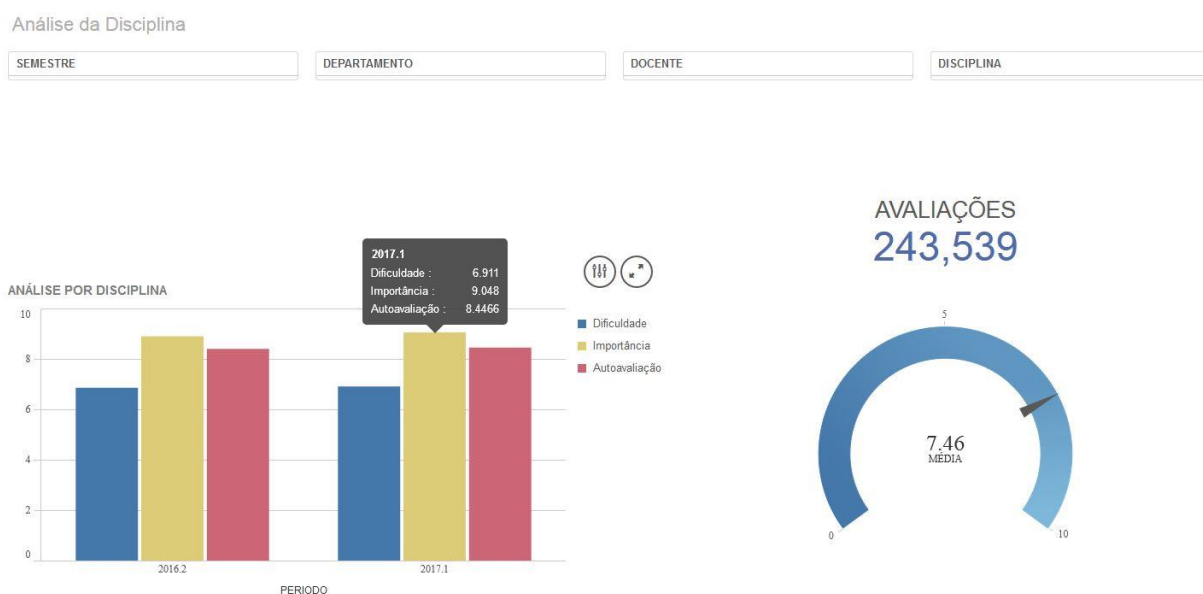 Análise da Disciplina
SEMESTRE
DEPARTAMENTO
DOCENTE
DISCIPLINA
AVALIAÇÕES
243,539
ANÁLISE POR DISCIPLINA
2017.1
Dificuldade : 6.911
Importância : 9.048
Autoavaliação : 8.4466
Dificuldade
Importância
Autoavaliação
10
8
6
4
2
0
2016.2
2017.1
PERIODO
5
7.46
MÉDIA
0
10